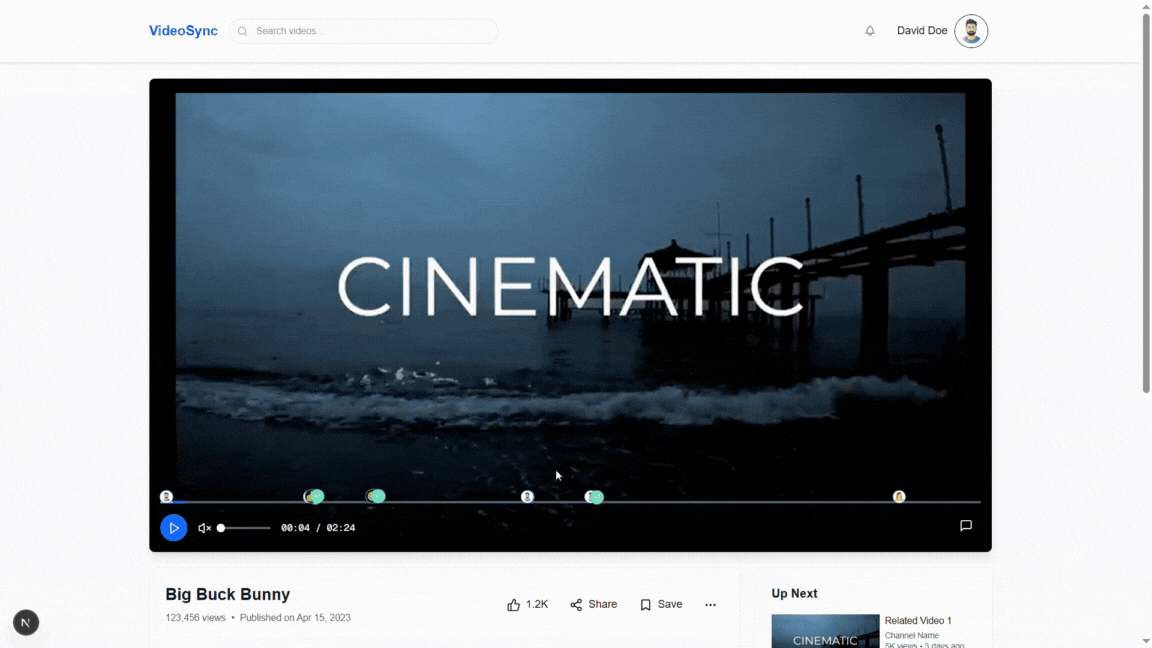 VideoSync
Search videos...
David Doe
CINEMATIC
00:04 / 02:24
Big Buck Bunny
1.2K
Share
Save
123,456 views • Published on Apr 15, 2023
Up Next
CINEMATIC
Related Video 1
Channel Name
5K views • 3 days ago
N